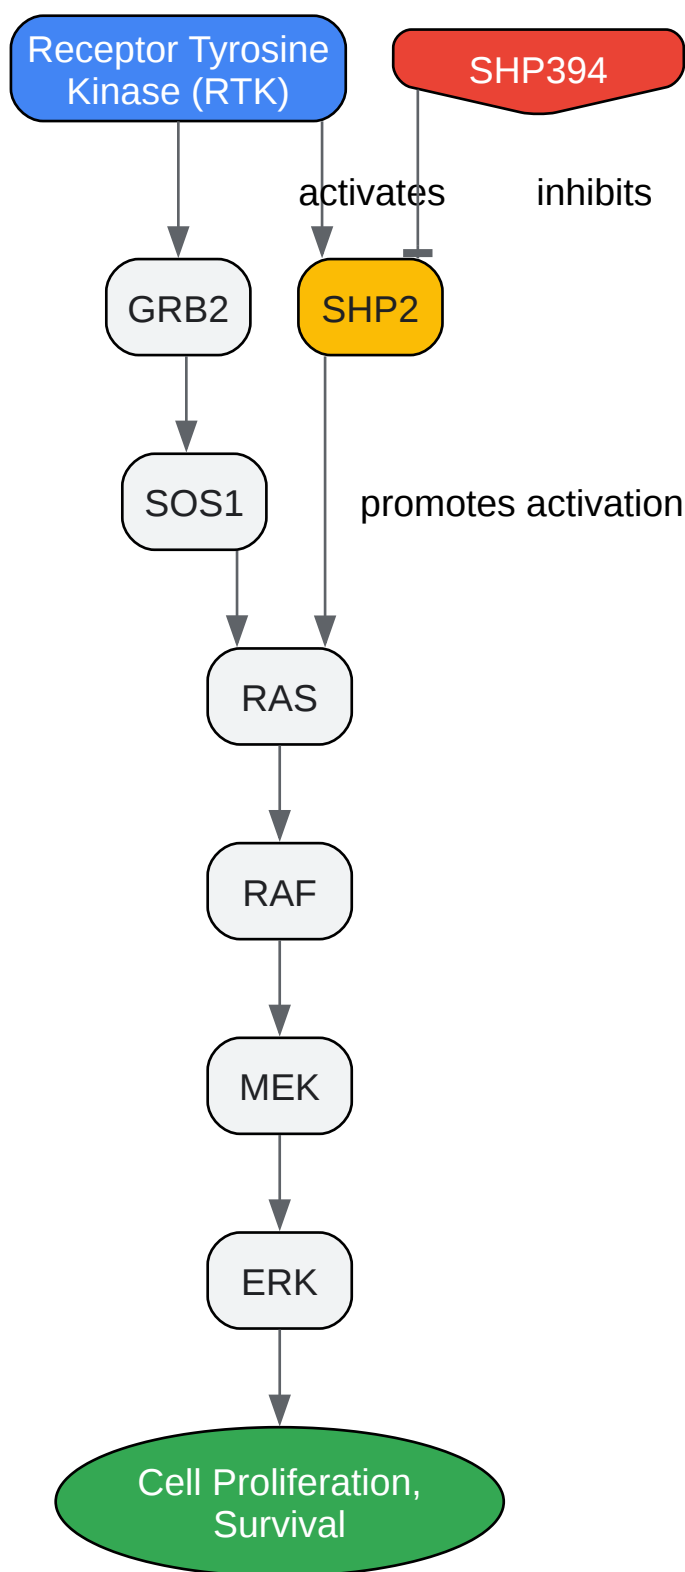 Receptor Tyrosine
Kinase (RTK)
SHP394
activates
inhibits
GRB2
SHP2
SOS1
promotes activation
RAS
RAF
MEK
ERK
Cell Proliferation,
Survival